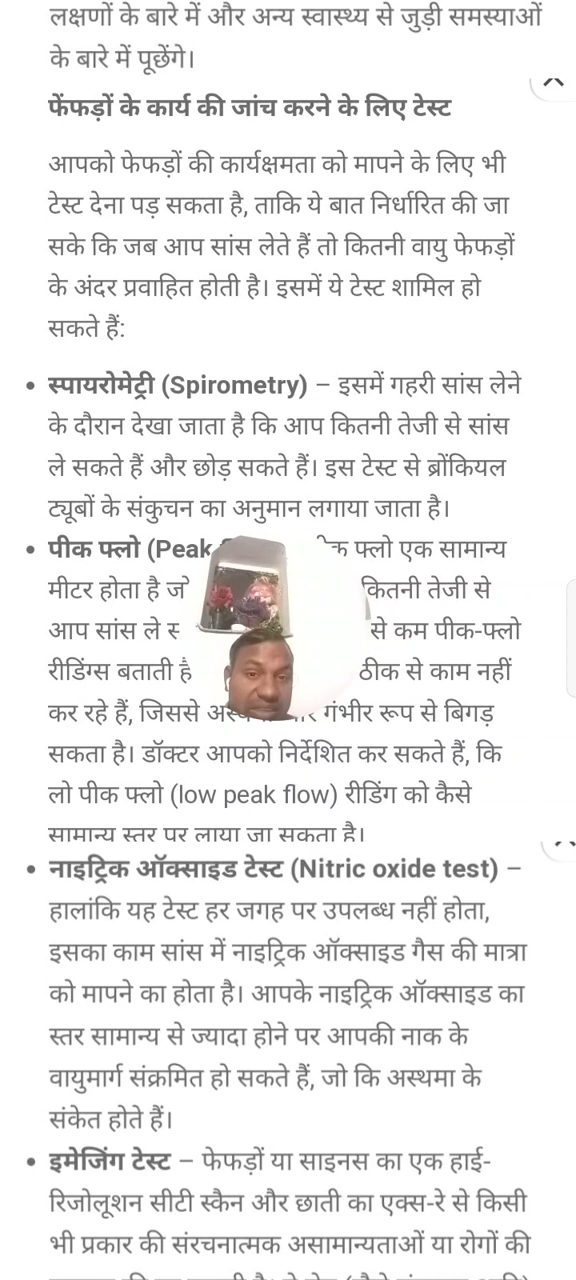 लक्षणों के बारे में और अन्य स्वास्थ्य से जुड़ी समस्याओं
के बारे में पूछेंगे।
फेंफड़ों के कार्य की जांच करने के लिए टेस्ट
आपको फेफड़ों की कार्यक्षमता को मापने के लिए भी
टेस्ट देना पड़ सकता है, ताकि ये बात निर्धारित की जा
सके कि जब आप सांस लेते हैं तो कितनी वायु फेफड़ों
के अंदर प्रवाहित होती है। इसमें ये टेस्ट शामिल हो
सकते हैं:
• स्पायरोमेट्री (Spirometry) – इसमें गहरी सांस लेने
के दौरान देखा जाता है कि आप कितनी तेजी से सांस
ले सकते हैं और छोड़ सकते हैं। इस टेस्ट से ब्रोंकियल
ट्यूबों के संकुचन का अनुमान लगाया जाता है।
• पीक फ्लो (Peak फ्लो एक सामान्य
मीटर होता है जो कितनी तेजी से
आप सांस ले से कम पीक-फ्लो
रीडिंग्स बताती है ठीक से काम नहीं
कर रहे हैं, जिससे गंभीर रूप से बिगड़
सकता है। डॉक्टर आपको निर्देशित कर सकते हैं, कि
लो पीक फ्लो (low peak flow) रीडिंग को कैसे
सामान्य स्तर पर लाया जा सकता है।
• नाइट्रिक ऑक्साइड टेस्ट (Nitric oxide test) –
हालांकि यह टेस्ट हर जगह पर उपलब्ध नहीं होता,
इसका काम सांस में नाइट्रिक ऑक्साइड गैस की मात्रा
को मापने का होता है। आपके नाइट्रिक ऑक्साइड का
स्तर सामान्य से ज्यादा होने पर आपकी नाक के
वायुमार्ग संक्रमित हो सकते हैं, जो कि अस्थमा के
संकेत होते हैं।
• इमेजिंग टेस्ट – फेफड़ों या साइनस का एक हाई-
रिजोलूशन सीटी स्कैन और छाती का एक्स-रे से किसी
भी प्रकार की संरचनात्मक असामान्यताओं या रोगों की